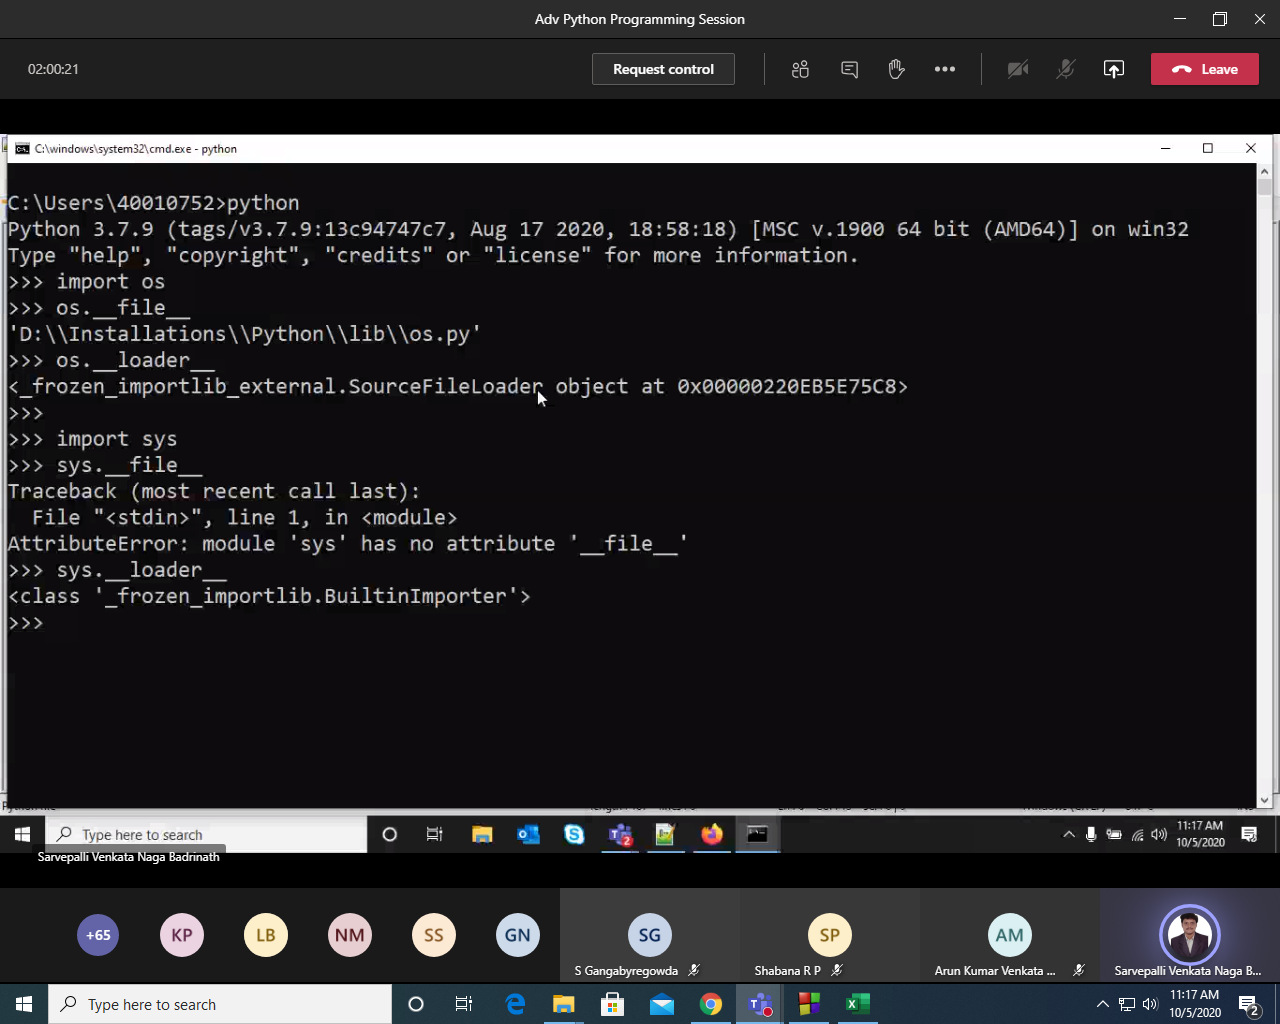 Adv Python Programming Session
02:00:21
Request control
Leave
C:\windows\system32\cmd.exe - python
C:\Users\40010752>python
Python 3.7.9 (tags/v3.7.9:13c94747c7, Aug 17 2020, 18:58:18) [MSC v.1900 64 bit (AMD64)] on win32
Type "help", "copyright", "credits" or "license" for more information.
>>> import os
>>> os.__file__
'D:\\Installations\\Python\\lib\\os.py'
>>> os.__loader__
<_frozen_importlib_external.SourceFileLoader object at 0x00000220EB5E75C8>
>>>
>>> import sys
>>> sys.__file__
Traceback (most recent call last):
  File "<stdin>", line 1, in <module>
AttributeError: module 'sys' has no attribute '__file__'
>>> sys.__loader__
<class '_frozen_importlib.BuiltinImporter'>
>>>
Type here to search
2
11:17 AM
10/5/2020
Sarvepalli Venkata Naga Badrinath
+65
KP
LB
NM
SS
GN
SG
SP
AM
S Gangabyregowda
Shabana R P
Arun Kumar Venkata ...
Sarvepalli Venkata Naga B...
Type here to search
11:17 AM
10/5/2020
2